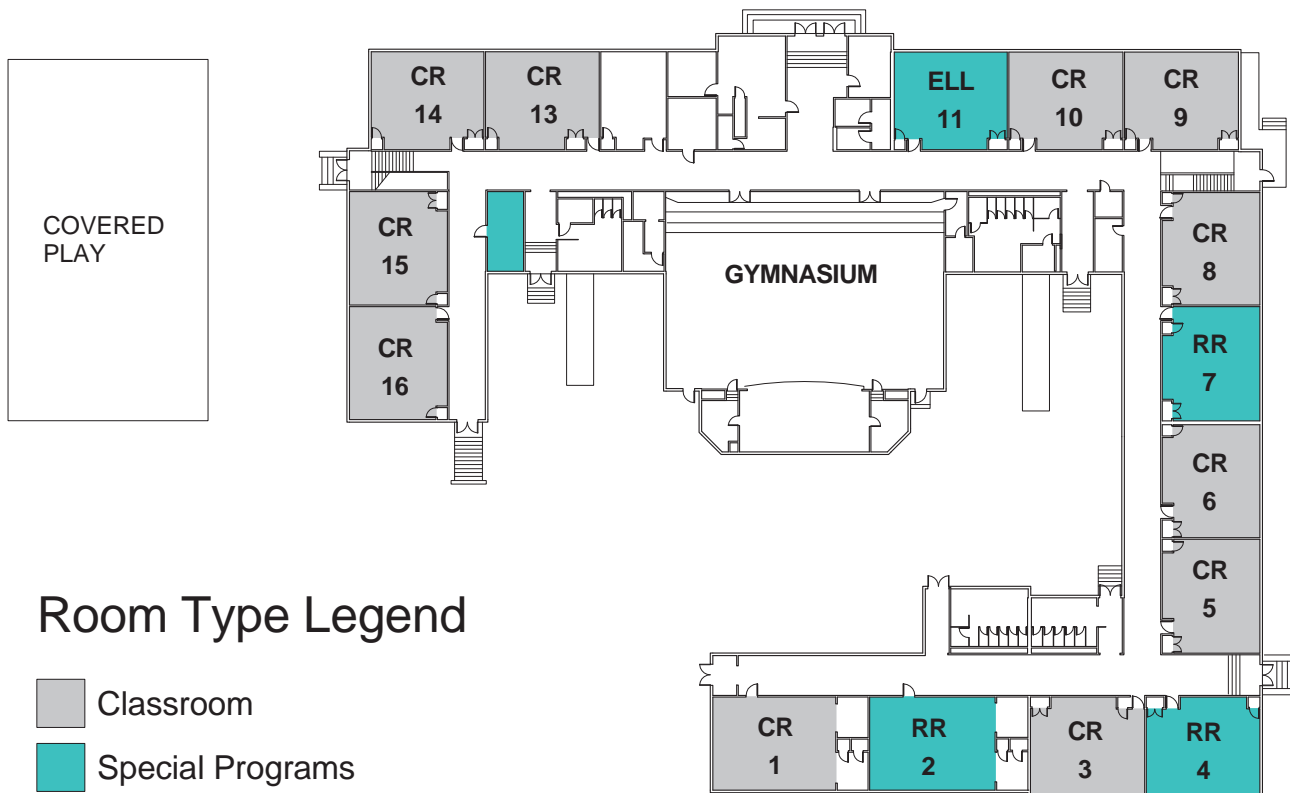 CR
14
CR
13
ELL
11
CR
10
CR
9
COVERED
PLAY
CR
15
GYMNASIUM
CR
8
CR
16
RR
7
CR
6
CR
5
Room Type Legend
Classroom
Special Programs
CR
1
RR
2
CR
3
RR
4